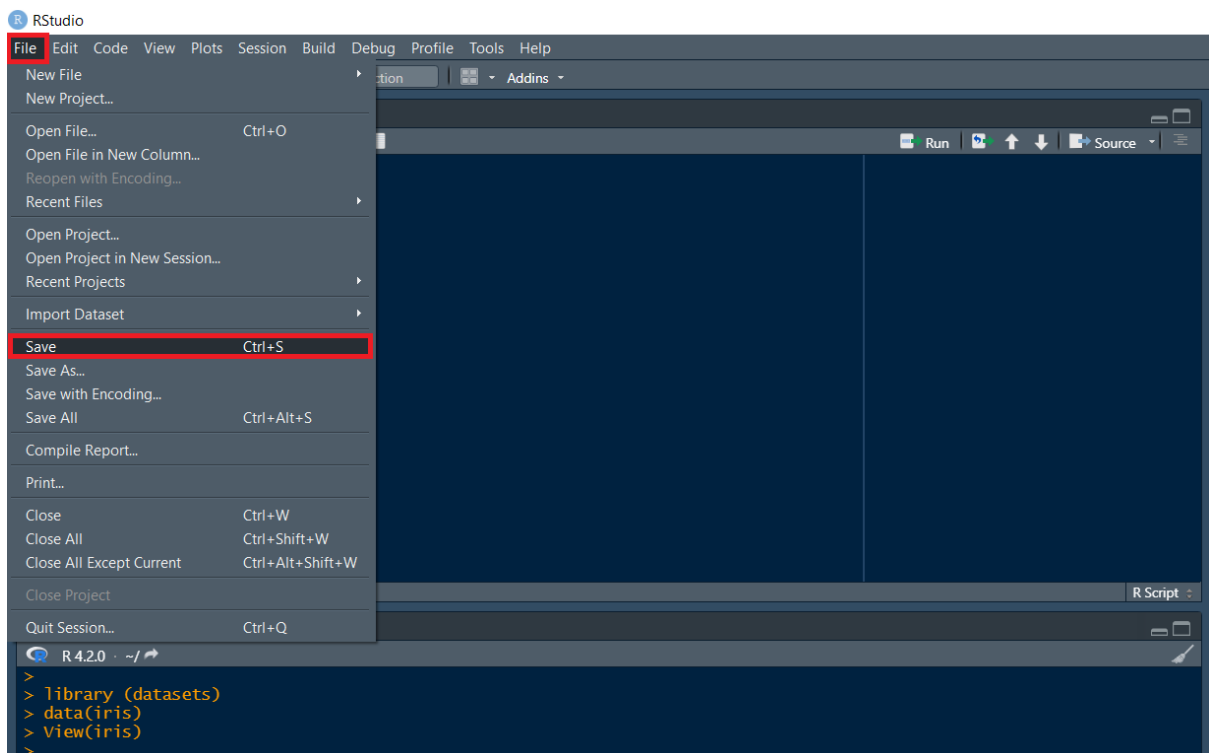 R RStudio
File Edit Code View Plots Session Build Debug Profile Tools Help
New File
ction Addins
New Project...
Open File... Ctrl+O
Run Source
Open File in New Column...
Reopen with Encoding...
Recent Files
Open Project...
Open Project in New Session...
Recent Projects
Import Dataset
Save Ctrl+S
Save As...
Save with Encoding...
Save All Ctrl+Alt+S
Compile Report...
Print...
Close Ctrl+W
Close All Ctrl+Shift+W
Close All Except Current Ctrl+Alt+Shift+W
Close Project
R Script
Quit Session... Ctrl+Q
R R 4.2.0 · ~/
>
> library (datasets)
> data(iris)
> View(iris)
>